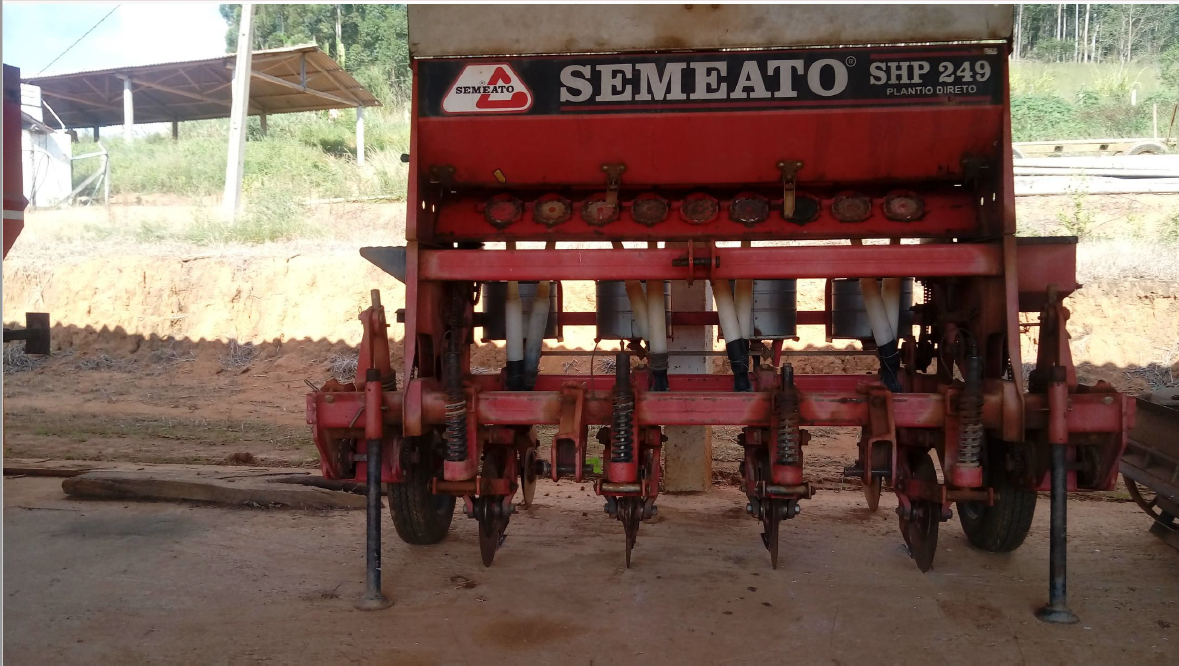 SEMEATO
SEMEATO®
SHP 249
PLANTIO DIRETO